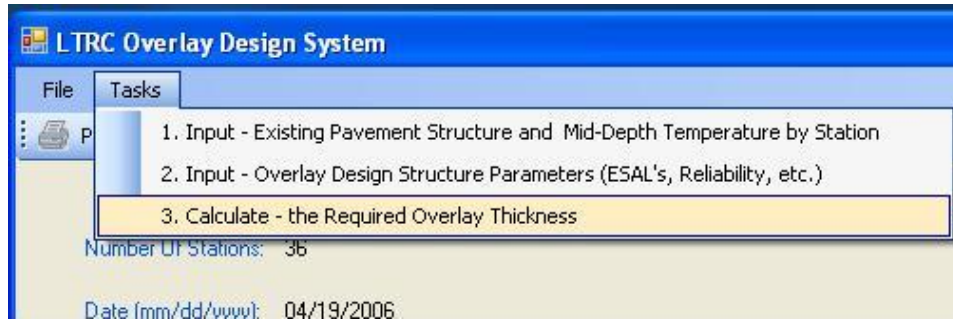 LTRC Overlay Design System
File Tasks
P
1. Input - Existing Pavement Structure and Mid-Depth Temperature by Station
2. Input - Overlay Design Structure Parameters (ESAL's, Reliability, etc.)
3. Calculate - the Required Overlay Thickness
Number Of Stations: 36
Date (mm/dd/yyyy): 04/19/2006